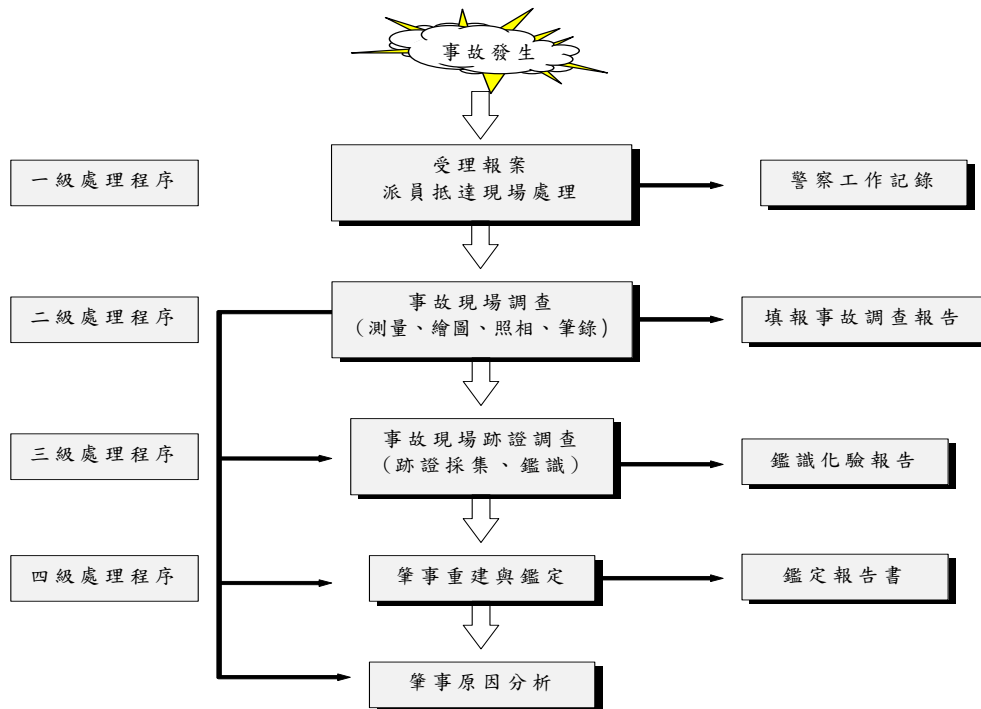 事故發生
一級處理程序
受理報案
派員抵達現場處理
警察工作記錄
二級處理程序
事故現場調查
（測量、繪圖、照相、筆錄）
填報事故調查報告
三級處理程序
事故現場跡證調查
（跡證採集、鑑識）
鑑識化驗報告
四級處理程序
肇事重建與鑑定
鑑定報告書
肇事原因分析